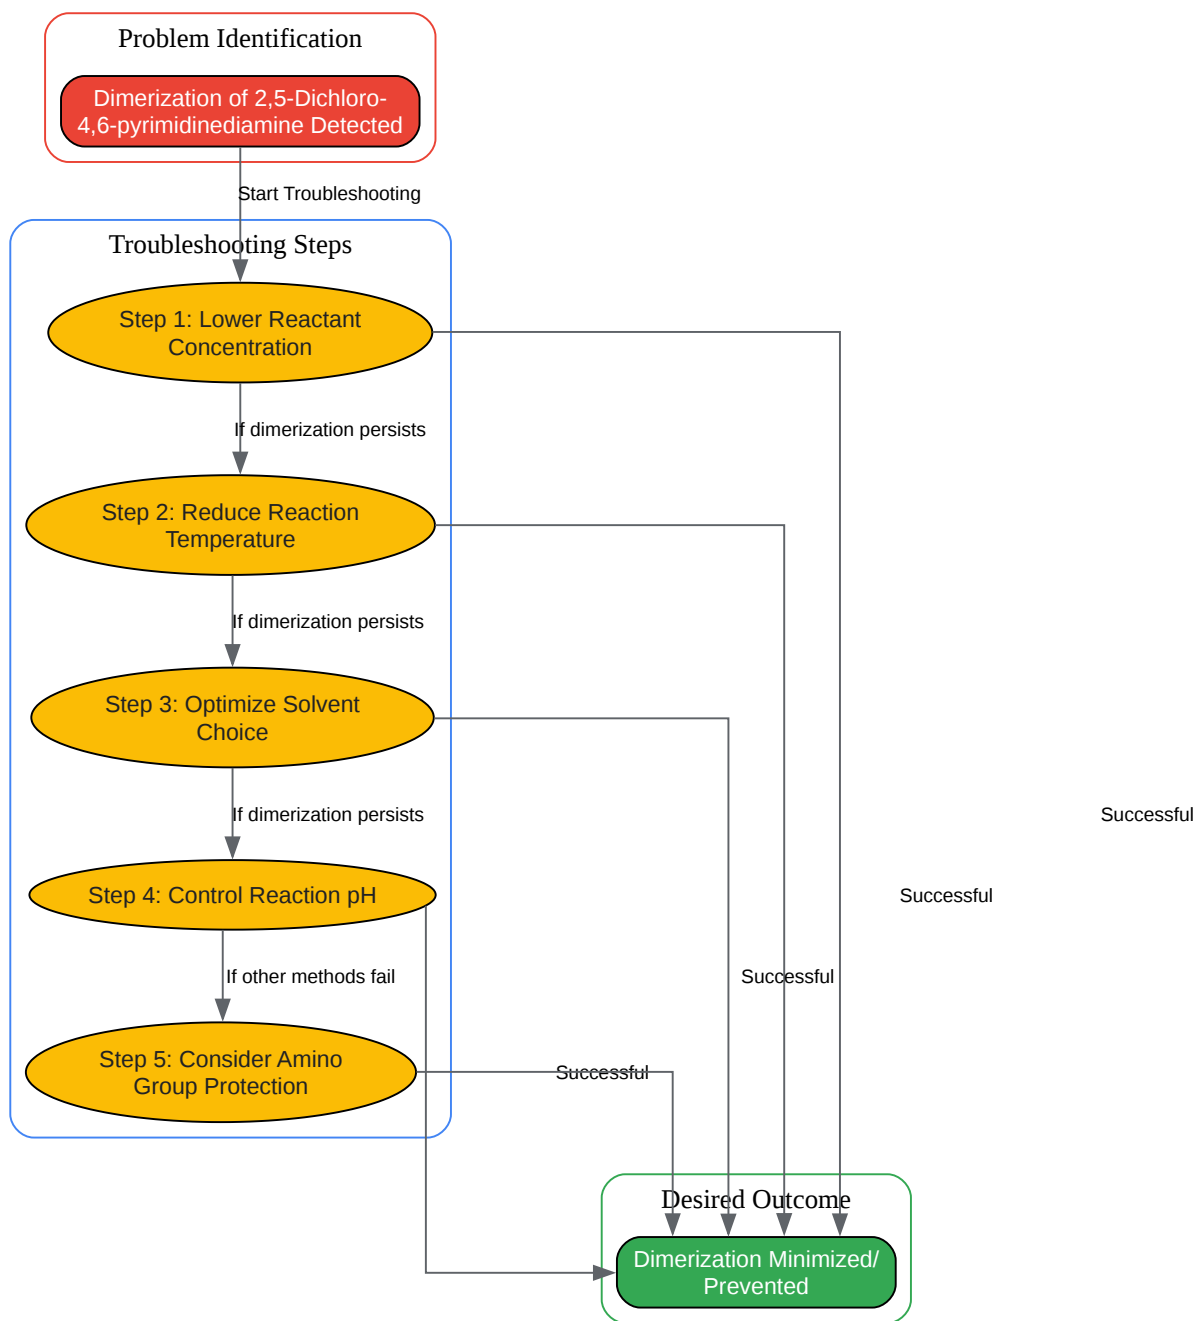 Problem Identification
Dimerization of 2,5-Dichloro-
4,6-pyrimidinediamine Detected
Start Troubleshooting
Troubleshooting Steps
Step 1: Lower Reactant
Concentration
If dimerization persists
Step 2: Reduce Reaction
Temperature
If dimerization persists
Step 3: Optimize Solvent
Choice
If dimerization persists
Successful
Step 4: Control Reaction pH
Successful
If other methods fail
Successful
Step 5: Consider Amino
Group Protection
Successful
Desired Outcome
Dimerization Minimized/
Prevented